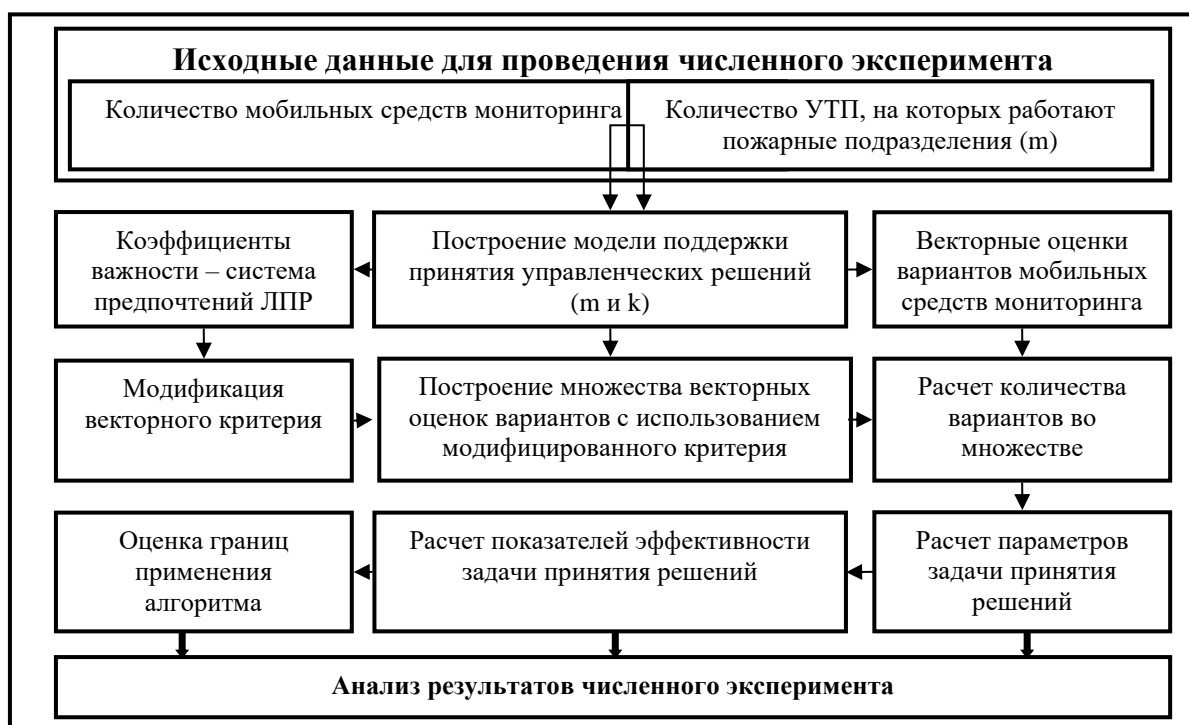 Исходные данные для проведения численного эксперимента
Количество мобильных средств мониторинга
Количество УТП, на которых работают
пожарные подразделения (m)
Коэффициенты
важности – система
предпочтений ЛПР
Построение модели поддержки
принятия управленческих решений
(m и k)
Векторные оценки
вариантов мобильных
средств мониторинга
Модификация
векторного критерия
Построение множества векторных
оценок вариантов с использованием
модифицированного критерия
Расчет количества
вариантов во
множестве
Оценка границ
применения
алгоритма
Расчет показателей эффективности
задачи принятия решений
Расчет параметров
задачи принятия
решений
Анализ результатов численного эксперимента